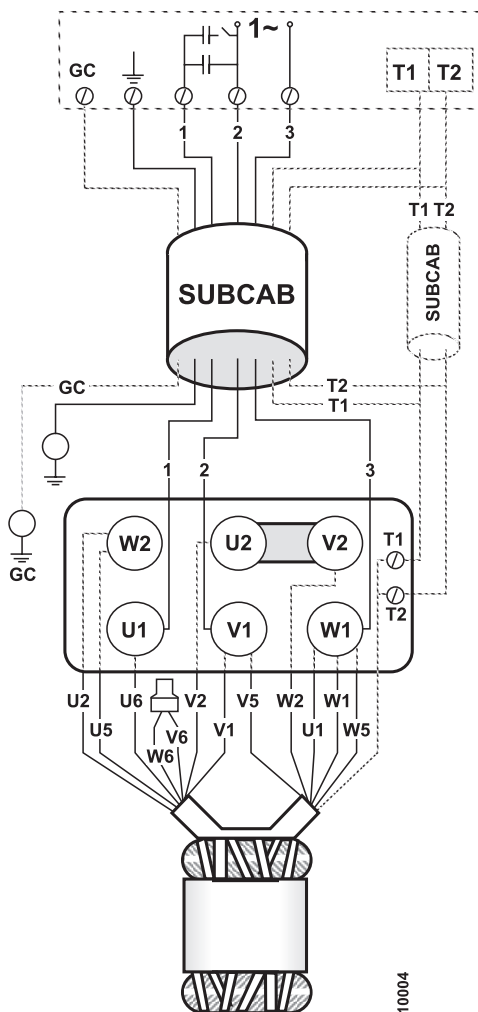 1~
GC
T1 T2
1 2 3
T1 T2
SUBCAB
SUBCAB
GC
T2
T1
1 2 3
W2 U2 V2
T1
U1 V1 W1
T2
U2 U6 V2 V5 W2 W1
U5 V6 V1 U1 W5
W6
GC
10004